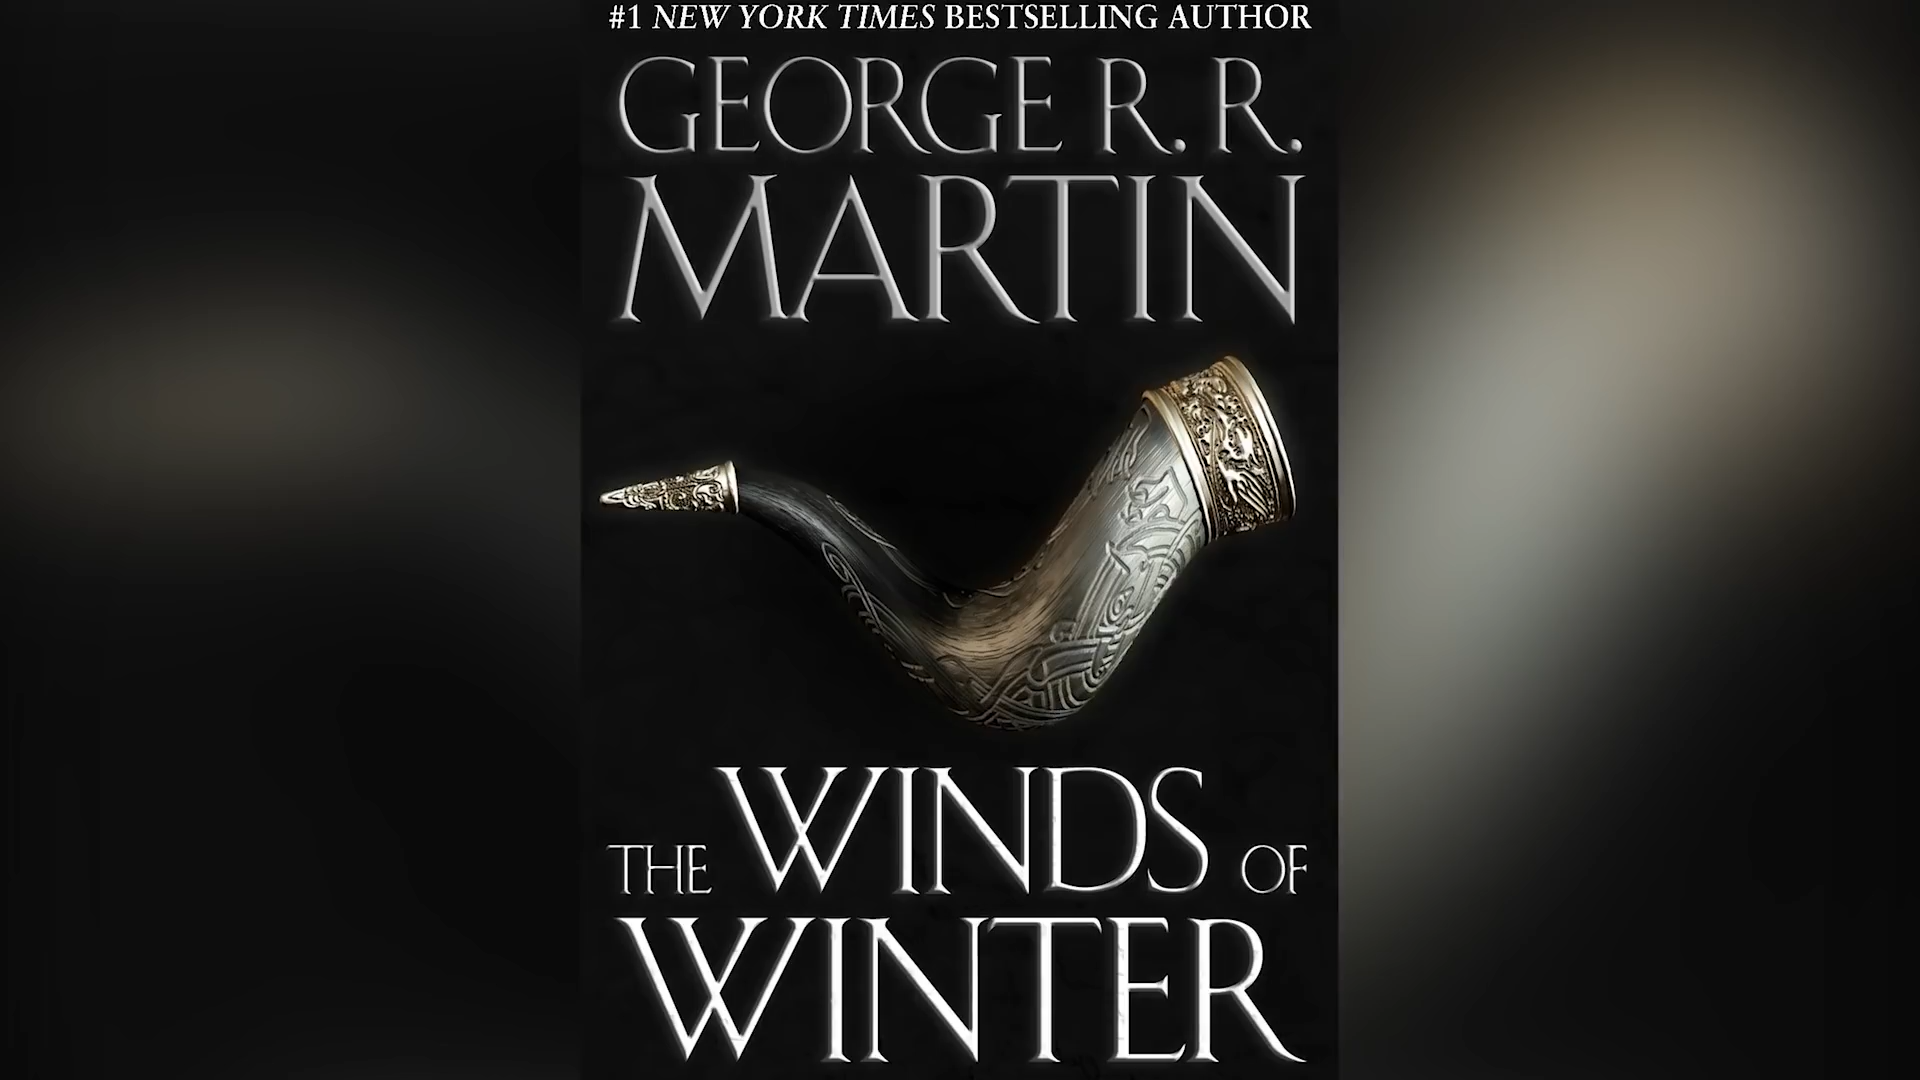 #1 NEW YORK TIMES BESTSELLING AUTHOR
GEORGE R. R.
MARTIN
THE WINDS OF
WINTER